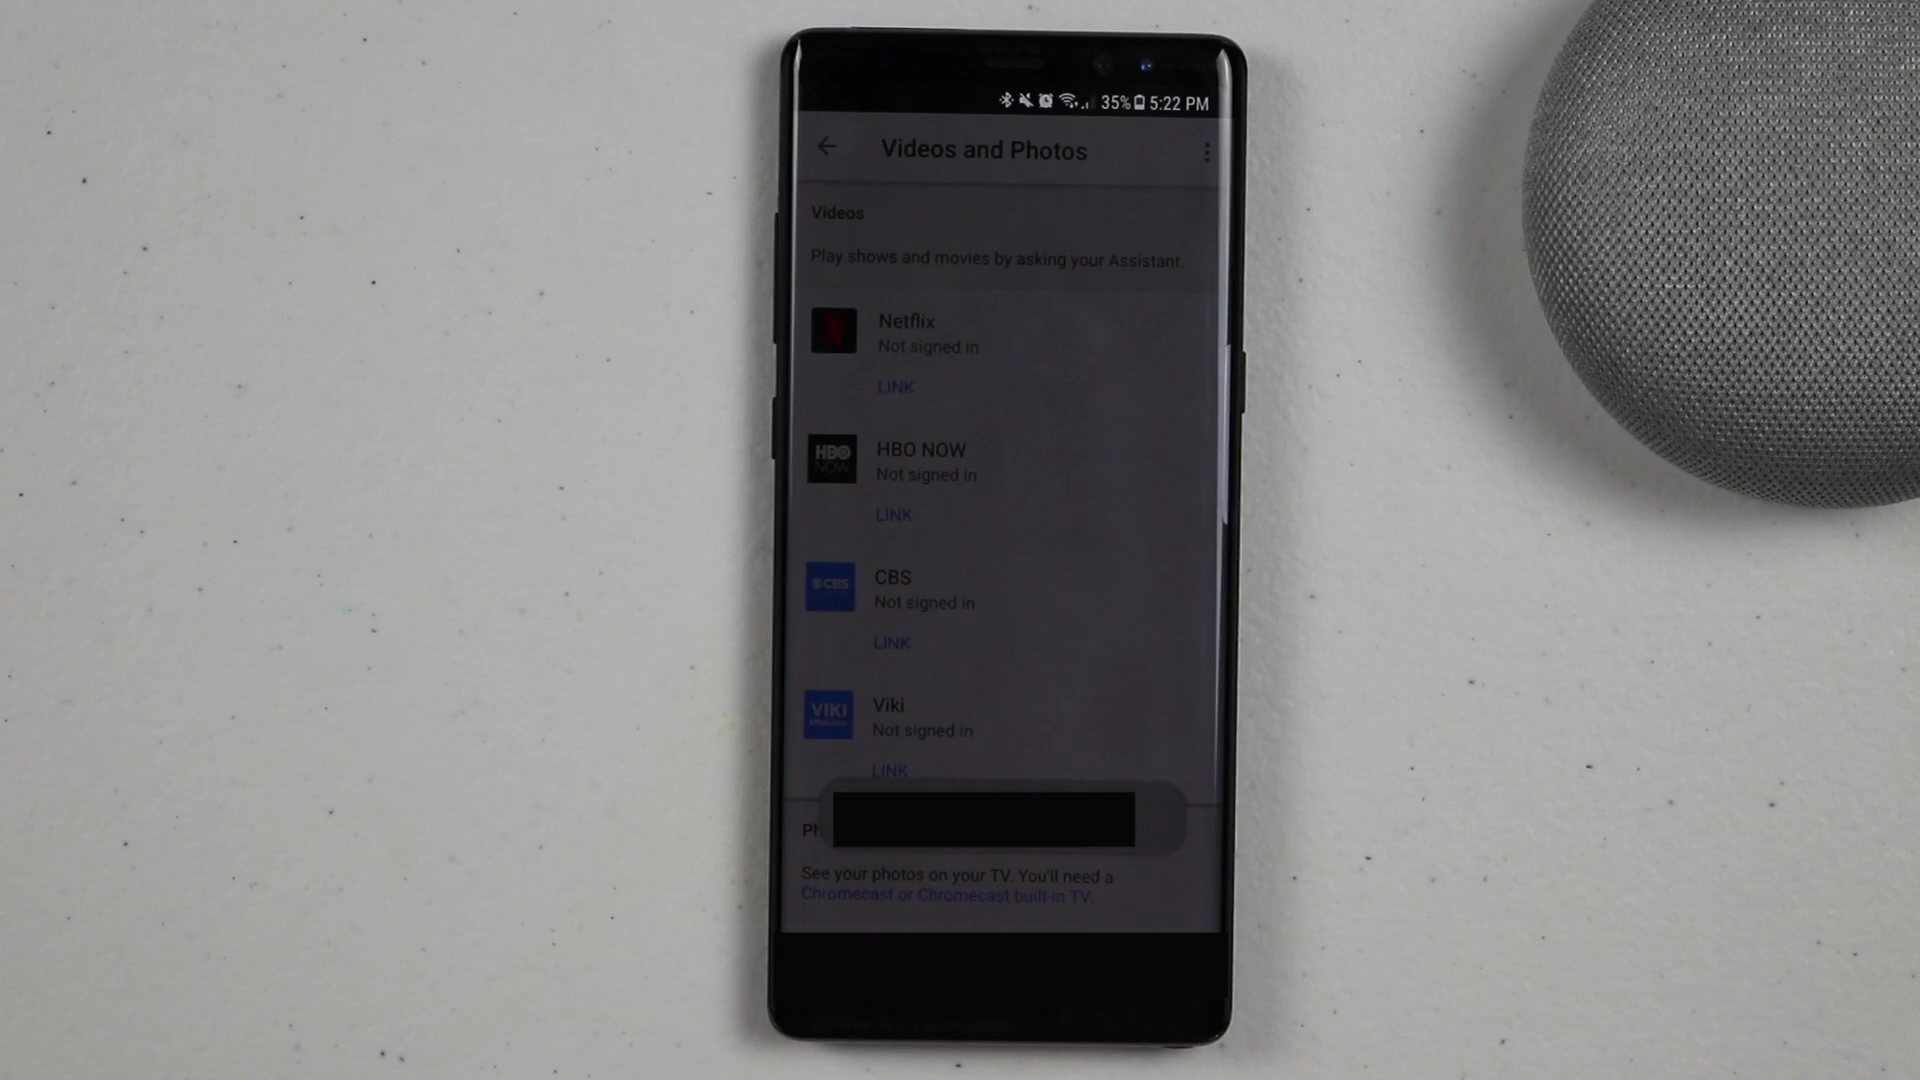 35% 5:22 PM
Videos and Photos
Videos
Play shows and movies by asking your Assistant.
Netflix
Not signed in
LINK
HBO NOW
HBO NOW
Not signed in
LINK
CBS
CBS
Not signed in
LINK
VIKI
Viki
Not signed in
LINK
See your photos on your TV. You'll need a
Chromecast or Chromecast built-in TV.